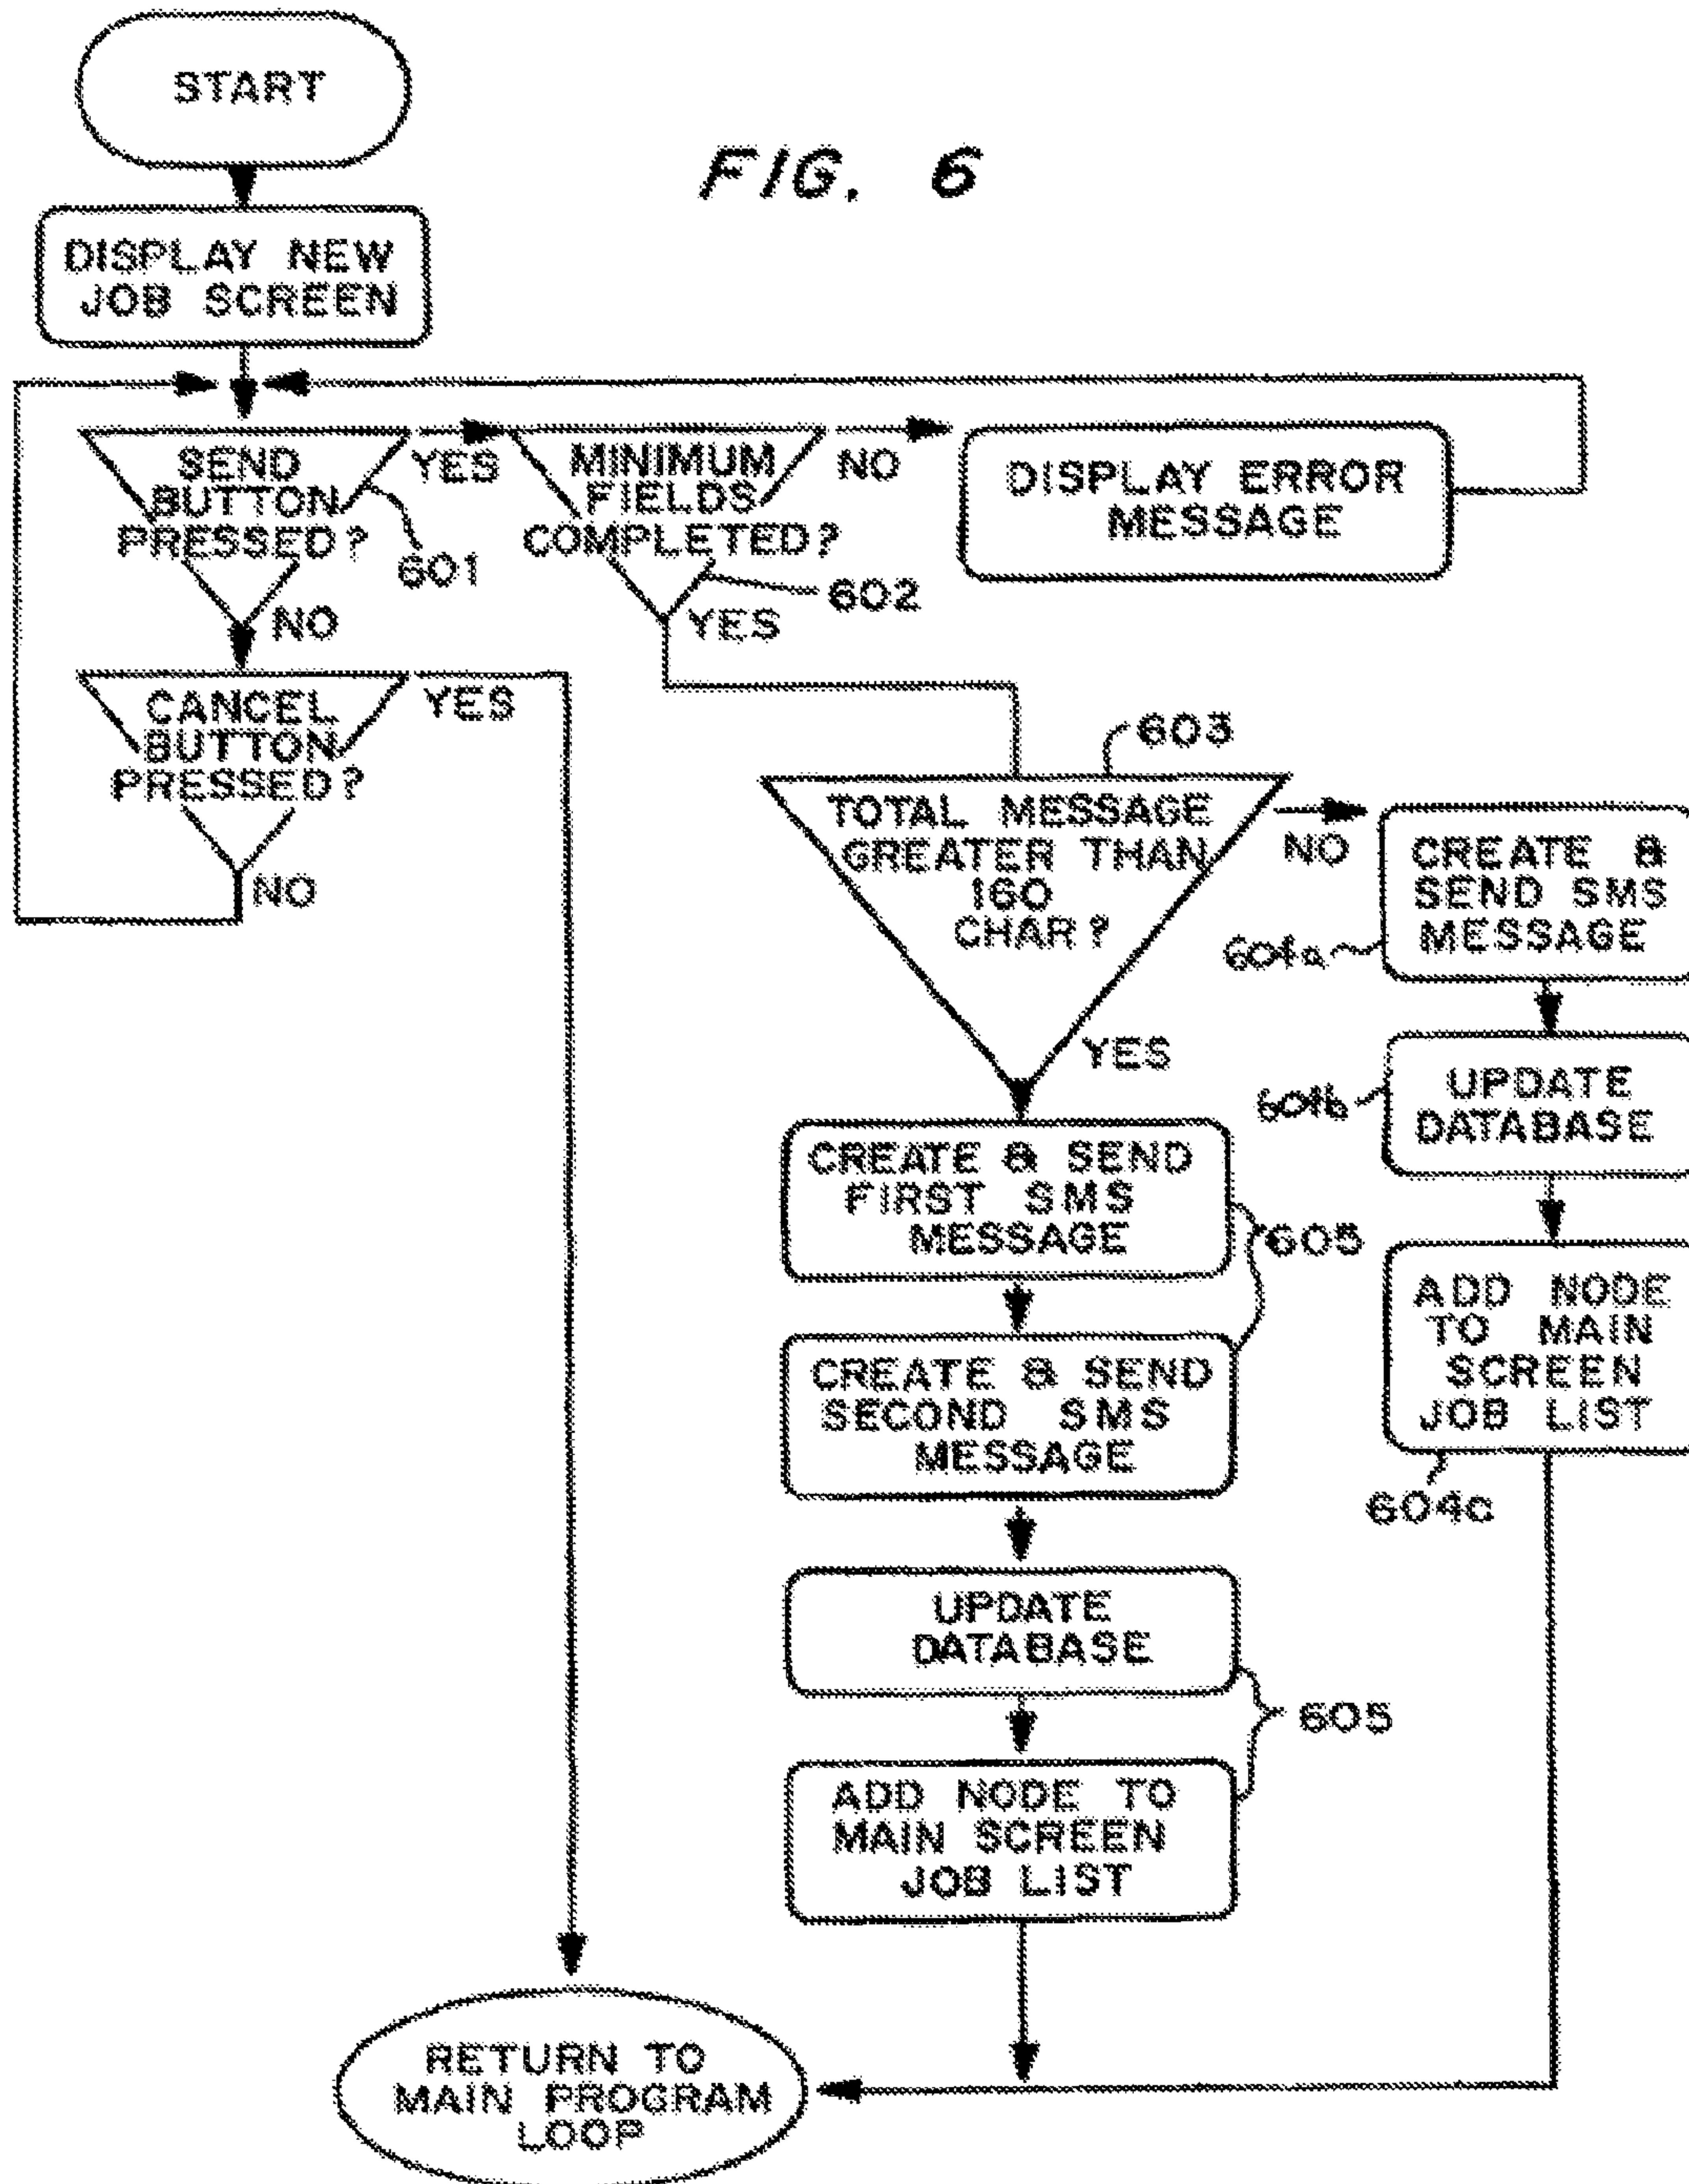 START
FIG. 6
DISPLAY NEW
JOB SCREEN
SEND
BUTTON
PRESSED?
YES
601
NO
MINIMUM
FIELDS
COMPLETED?
NO
602
YES
DISPLAY ERROR
MESSAGE
CANCEL
BUTTON
PRESSED?
YES
NO
603
TOTAL MESSAGE
GREATER THAN
160
CHAR?
NO
YES
CREATE &
SEND SMS
MESSAGE
604a
UPDATE
DATABASE
604b
ADD NODE
TO MAIN
SCREEN
JOB LIST
604c
CREATE & SEND
FIRST SMS
MESSAGE
605
CREATE & SEND
SECOND SMS
MESSAGE
UPDATE
DATABASE
605
ADD NODE TO
MAIN SCREEN
JOB LIST
RETURN TO
MAIN PROGRAM
LOOP